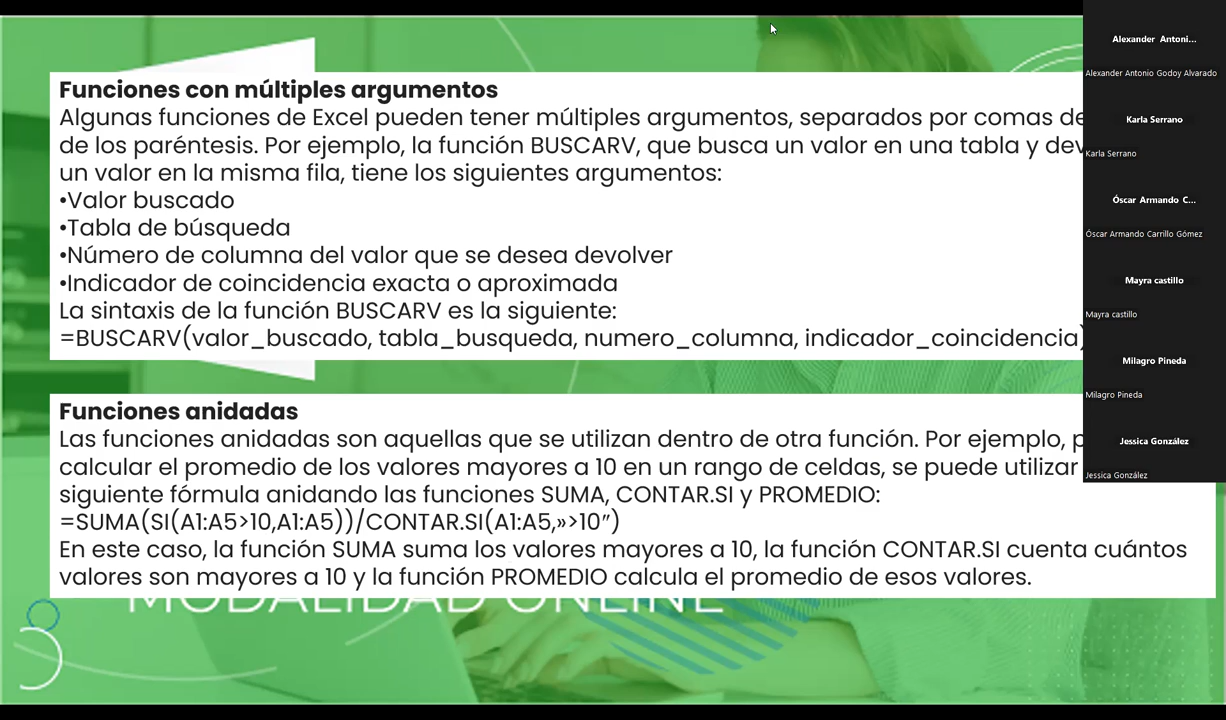 Funciones con múltiples argumentos
Algunas funciones de Excel pueden tener múltiples argumentos, separados por comas
de los paréntesis. Por ejemplo, la función BUSCARV, que busca un valor en una tabla y
un valor en la misma fila, tiene los siguientes argumentos:
•Valor buscado
•Tabla de búsqueda
•Número de columna del valor que se desea devolver
•Indicador de coincidencia exacta o aproximada
La sintaxis de la función BUSCARV es la siguiente:
=BUSCARV(valor_buscado, tabla_busqueda, numero_columna, indicador_coincidencia)
Funciones anidadas
Las funciones anidadas son aquellas que se utilizan dentro de otra función. Por ejemplo,
calcular el promedio de los valores mayores a 10 en un rango de celdas, se puede utilizar
siguiente fórmula anidando las funciones SUMA, CONTAR.SI y PROMEDIO:
=SUMA(SI(A1:A5>10,A1:A5))/CONTAR.SI(A1:A5,»>10″)
En este caso, la función SUMA suma los valores mayores a 10, la función CONTAR.SI cuenta cuántos
valores son mayores a 10 y la función PROMEDIO calcula el promedio de esos valores.
MODALIDAD ONLINE
Alexander Antoni...
Alexander Antonio Godoy Alvarado
Karla Serrano
Karla Serrano
Óscar Armando C...
Óscar Armando Carrillo Gómez
Mayra castillo
Mayra castillo
Milagro Pineda
Milagro Pineda
Jessica González
Jessica González